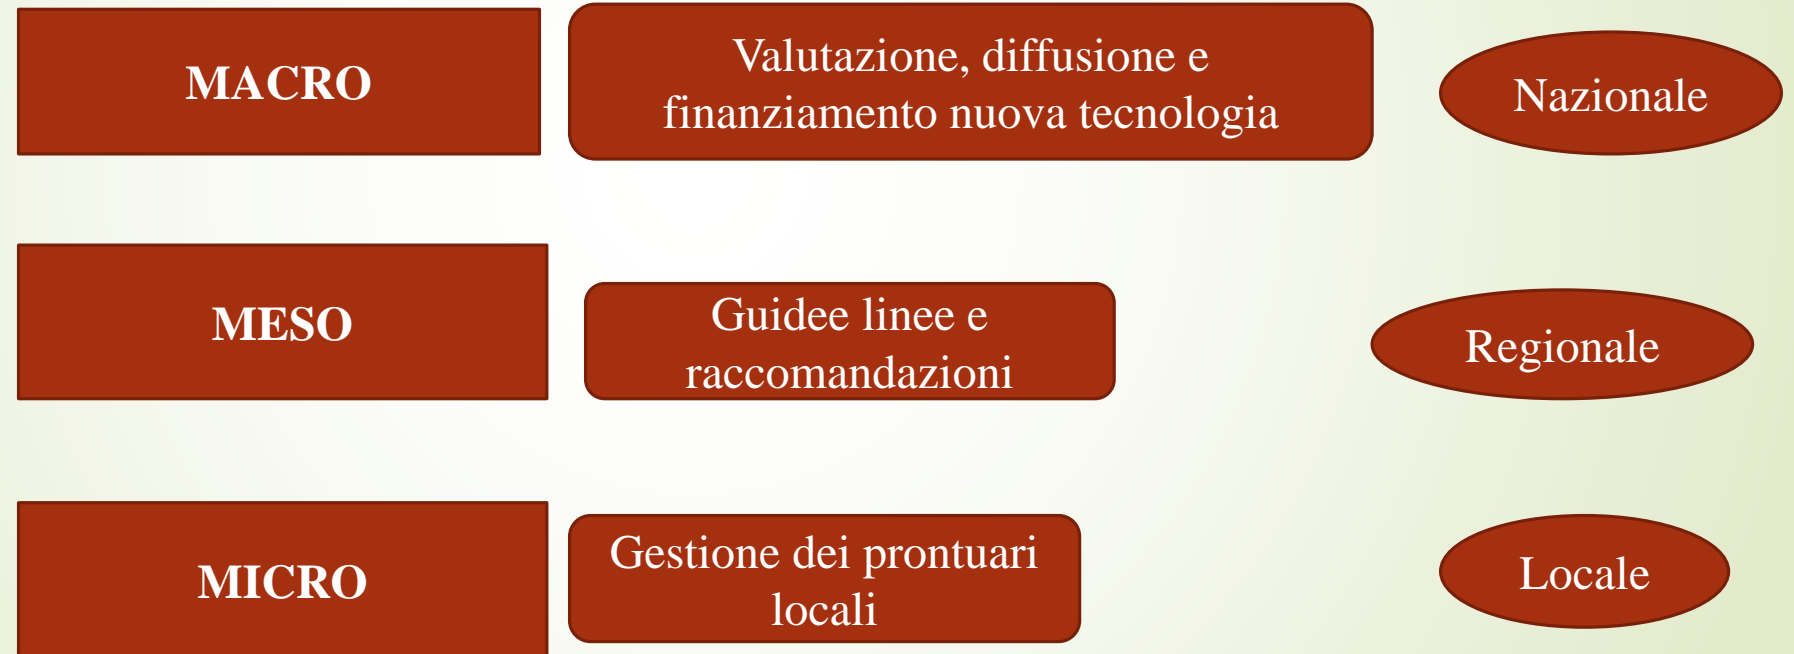 MACRO
Valutazione, diffusione e
finanziamento nuova tecnologia
Nazionale
MESO
Guidee linee e
raccomandazioni
Regionale
MICRO
Gestione dei prontuari
locali
Locale